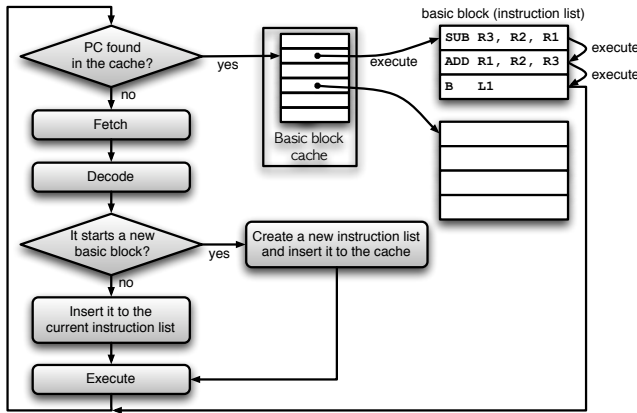 basic block (instruction list)
PC found
in the cache?
yes
execute
SUB R3, R2, R1
ADD R1, R2, R3
B L1
execute
execute
no
Fetch
Basic block
cache
Decode
It starts a new
basic block?
yes
Create a new instruction list
and insert it to the cache
no
Insert it to the
current instruction list
Execute